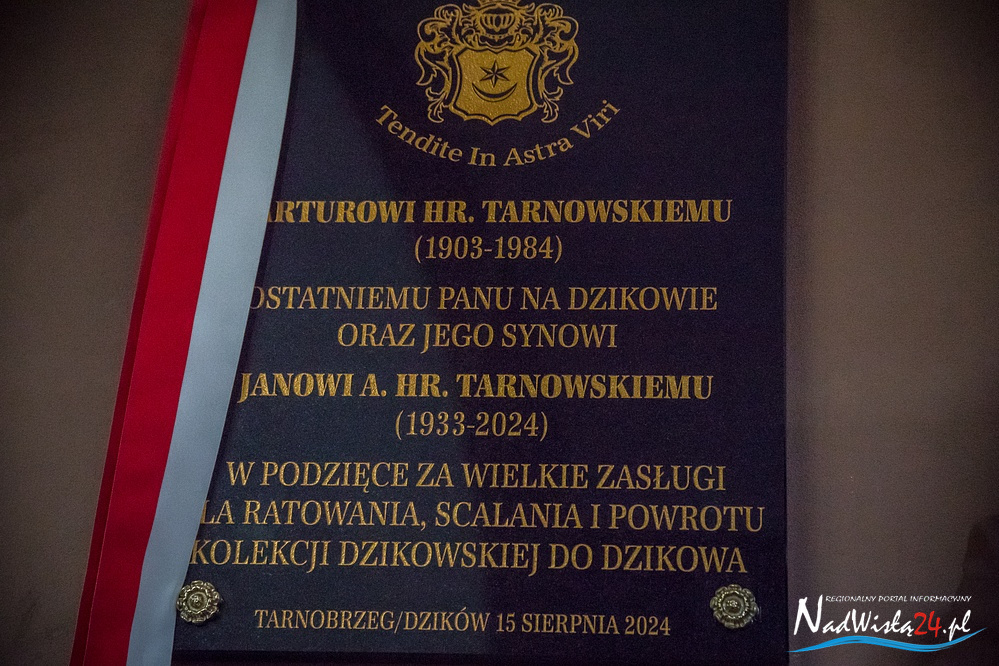 Tendite In Astra Viri
ARTUROWI HR. TARNOWSKIEMU
(1903-1984)
OSTATNIEMU PANU NA DZIKOWIE
ORAZ JEGO SYNOWI
JANOWI A. HR. TARNOWSKIEMU
(1933-2024)
W PODZIĘCE ZA WIELKIE ZASŁUGI
LA RATOWANIA, SCALANIA I POWROTU
KOLEKCJI DZIKOWSKIEJ DO DZIKOWA
TARNOBRZEG/DZIKÓW 15 SIERPNIA 2024
REGIONALNY PORTAL INFORMACYJNY
NadWisłą24.pl